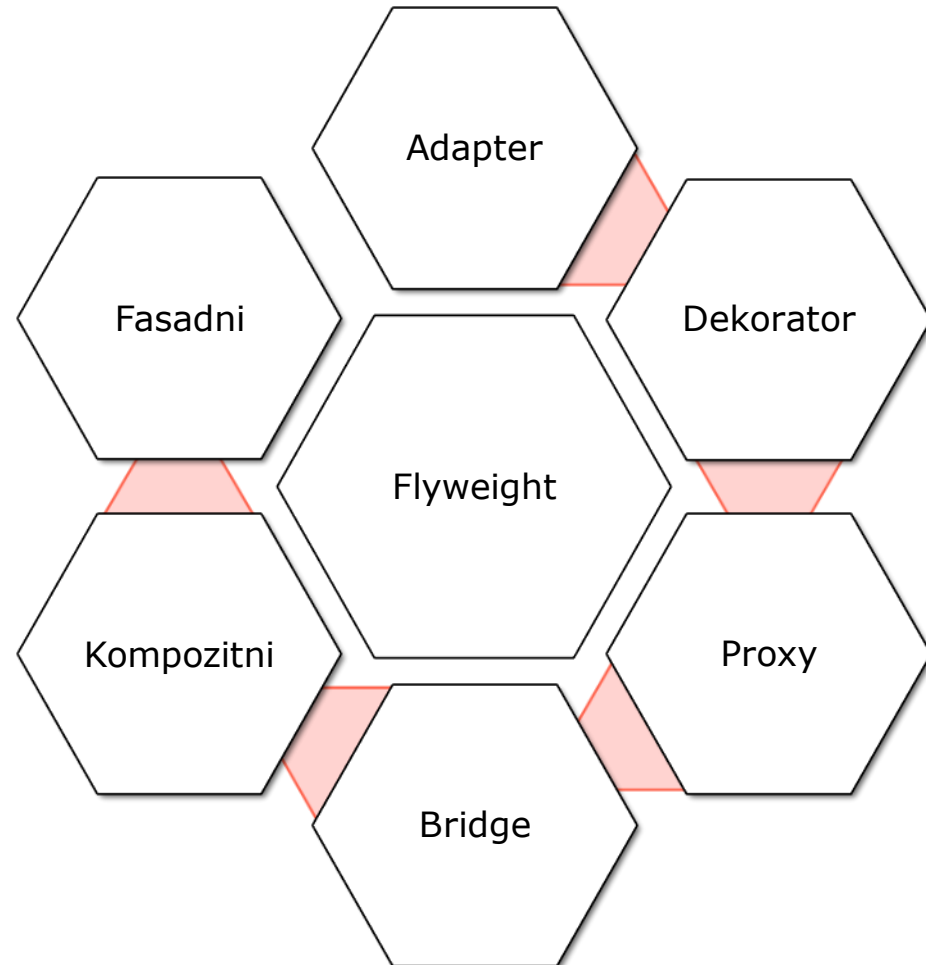 Adapter
Fasadni
Dekorator
Flyweight
Kompozitni
Proxy
Bridge